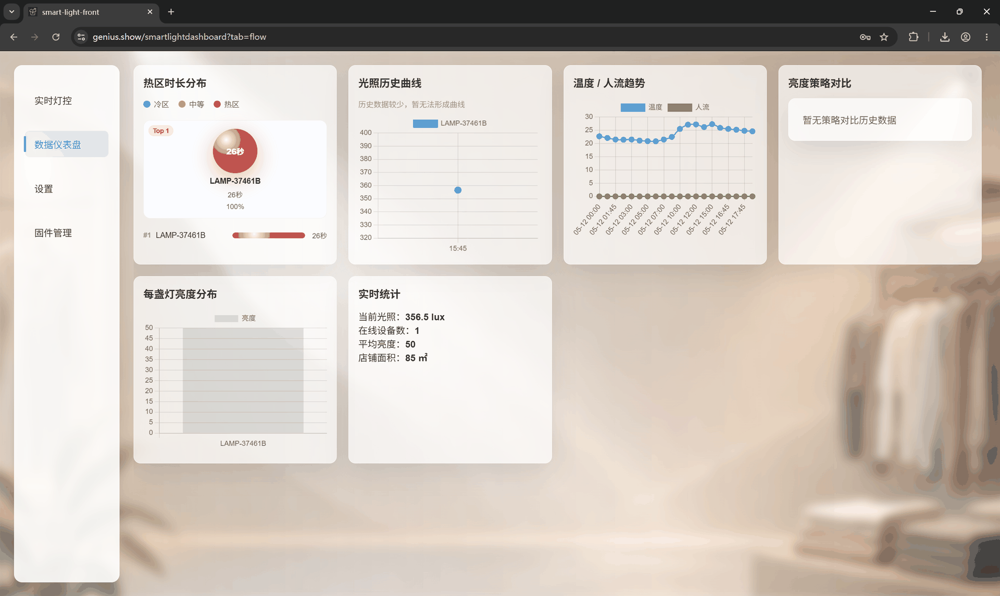 smart-light-front
genius.show/smartlightdashboard?tab=flow
实时灯控
数据仪表盘
设置
固件管理
热区时长分布
冷区 中等 热区
Top 1
26秒
LAMP-37461B
26秒
100%
#1 LAMP-37461B 26秒
光照历史曲线
历史数据较少，暂无法形成曲线
LAMP-37461B
400
390
380
370
360
350
340
330
320
15:45
温度 / 人流趋势
温度 人流
30
25
20
15
10
5
0
05-12 00:00
05-12 01:45
05-12 03:00
05-12 05:00
05-12 07:00
05-12 10:00
05-12 12:00
05-12 15:00
05-12 16:45
05-12 17:45
亮度策略对比
暂无策略对比历史数据
每盏灯亮度分布
亮度
50
45
40
35
30
25
20
15
10
5
0
LAMP-37461B
实时统计
当前光照：356.5 lux
在线设备数：1
平均亮度：50
店铺面积：85 ㎡